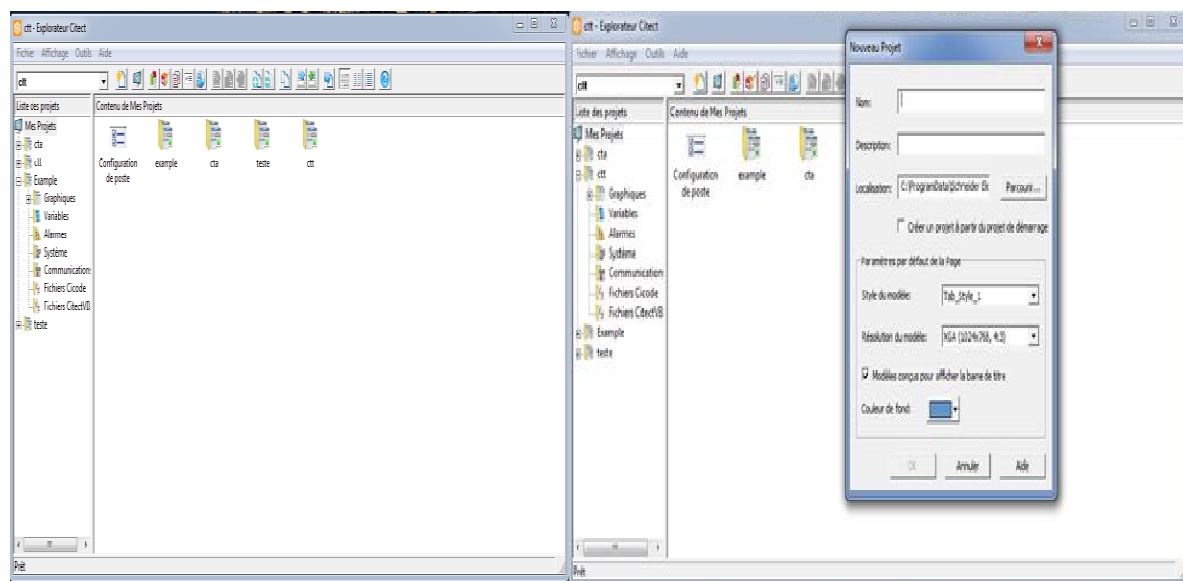 ctt - Explorateur Citect
Fichie Affichage Outils Aide
ctt
Liste des projets
Contenu de Mes Projets
Mes Projets
cta
Example
Graphiques
Variables
Alarmes
Système
Communication
Fichiers Cicode
Fichiers CitectVB
teste
Configuration
de poste
example
cta
teste
ctt
Prêt
ctt - Explorateur Citect
Fichier Affichage Outils Aide
ctt
Liste des projets
Contenu de Mes Projets
Mes Projets
cta
ctt
Graphiques
Variables
Alarmes
Système
Communication
Fichiers Cicode
Fichiers CitectVB
Example
teste
Configuration
de poste
example
cta
Prêt
Nouveau Projet
Nom:
Description:
Localisation: C:\ProgramData\Schneider Parcourir...
Créer un projet à partir du projet de démarrage
Paramètres par défaut de la Page
Style du modèle: Tab_Style_1
Résolution du modèle: XGA (1024x768, 4:3)
Modèles conçus pour afficher la barre de titre
Couleur de fond:
OK Annuler Aide